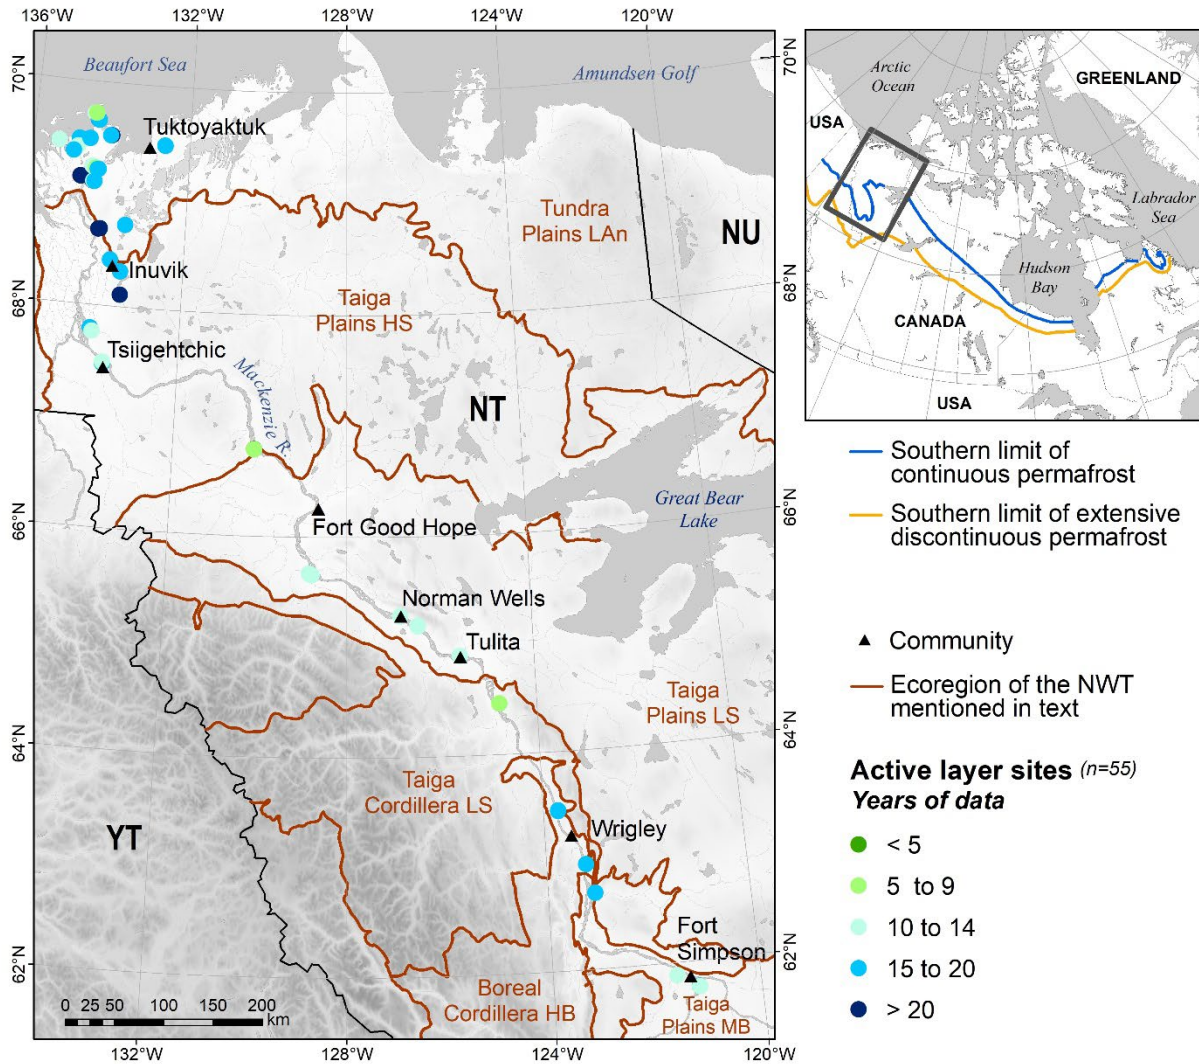 136°W
132°W
128°W
124°W
120°W
70°N
Beaufort Sea
Amundsen Golf
70°N
Tuktoyaktuk
Tundra
Plains LAn
NU
68°N
Inuvik
Taiga
Plains HS
68°N
Tsiigehtchic
Mackenzie R.
NT
66°N
Fort Good Hope
Great Bear
Lake
66°N
Norman Wells
Tulita
Taiga
Plains LS
64°N
64°N
Taiga
Cordillera LS
Wrigley
YT
Fort
Simpson
62°N
62°N
Boreal
Cordillera HB
Taiga
Plains MB
0 25 50 100 150 200
km
132°W
128°W
124°W
120°W
Arctic
Ocean
GREENLAND
USA
Labrador
Sea
Hudson
Bay
CANADA
USA
Southern limit of
continuous permafrost
Southern limit of extensive
discontinuous permafrost
Community
Ecoregion of the NWT
mentioned in text
Active layer sites (n=55)
Years of data
< 5
5 to 9
10 to 14
15 to 20
> 20